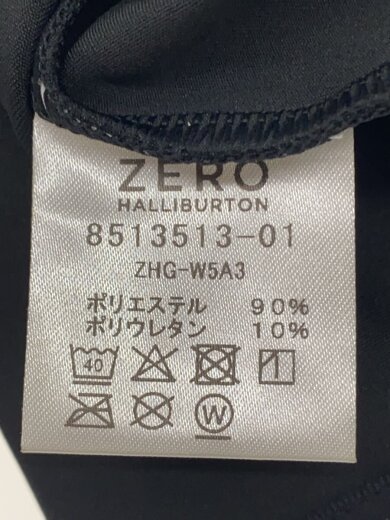 ZERO
HALLIBURTON
8513513-01
ZHG-W5A3
ポリエステル 90%
ポリウレタン 10%
40
W